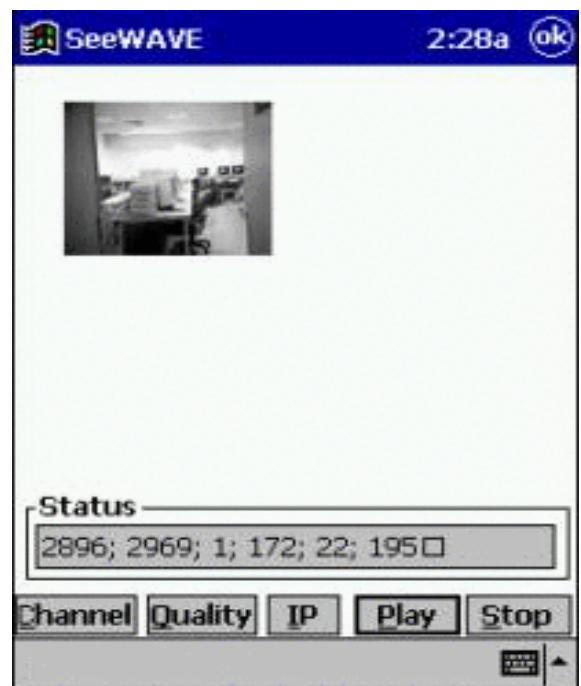 SeeWAVE 2:28a ok
Status
2896; 2969; 1; 172; 22; 195□
Channel Quality IP Play Stop